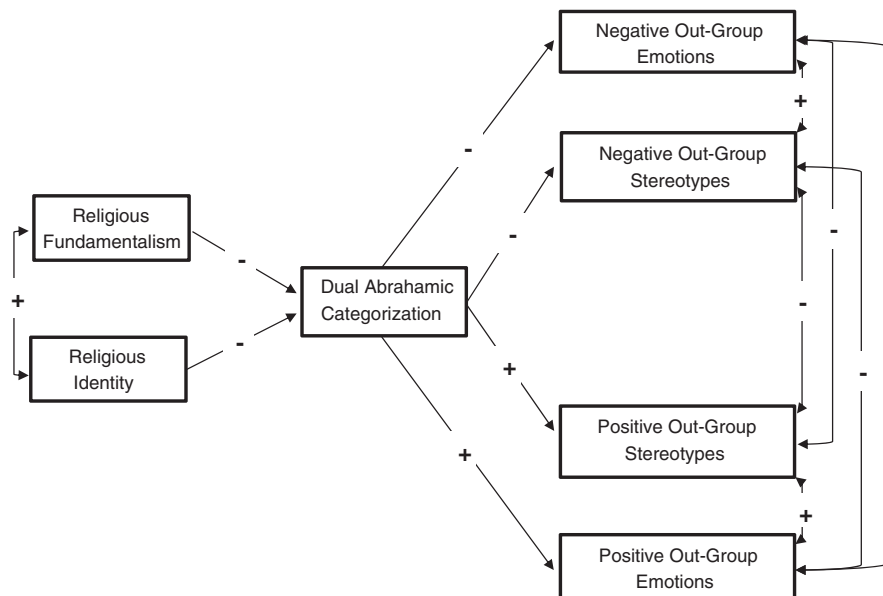 Negative Out-Group
Emotions
+
-
Negative Out-Group
Stereotypes
Religious
Fundamentalism
-
-
-
+
Dual Abrahamic
Categorization
-
-
Religious
Identity
-
+
Positive Out-Group
Stereotypes
+
+
Positive Out-Group
Emotions